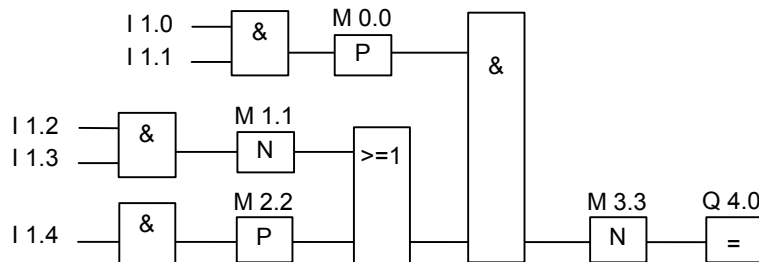 I 1.0 & M 0.0
I 1.1 P &
I 1.2 & M 1.1
I 1.3 N >=1
M 2.2 M 3.3 Q 4.0
I 1.4 & P N =